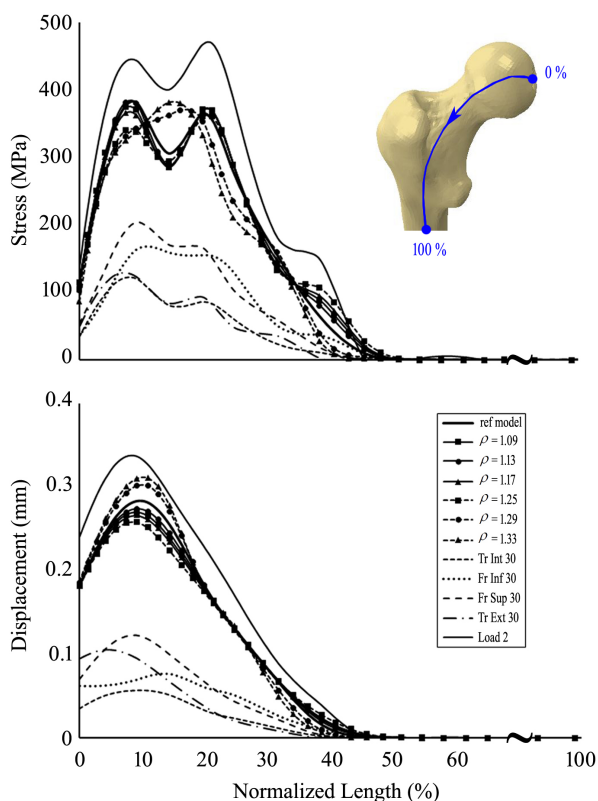 500
400
300
200
100
0
Stress (MPa)
0 %
100 %
0.4
0.3
0.2
0.1
0
Displacement (mm)
ref model
ρ = 1.09
ρ = 1.13
ρ = 1.17
ρ = 1.25
ρ = 1.29
ρ = 1.33
Tr Int 30
Fr Inf 30
Fr Sup 30
Tr Ext 30
Load 2
0 10 20 30 40 50 60 100
Normalized Length (%)